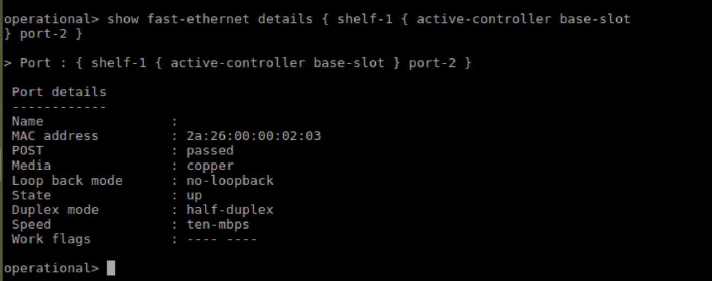 operational> show fast-ethernet details { shelf-1 { active-controller base-slot
} port-2 }
> Port : { shelf-1 { active-controller base-slot } port-2 }
Port details
------------
Name :
MAC address : 2a:26:00:00:02:03
POST : passed
Media : copper
Loop back mode : no-loopback
State : up
Duplex mode : half-duplex
Speed : ten-mbps
Work flags : ---- ----
operational>